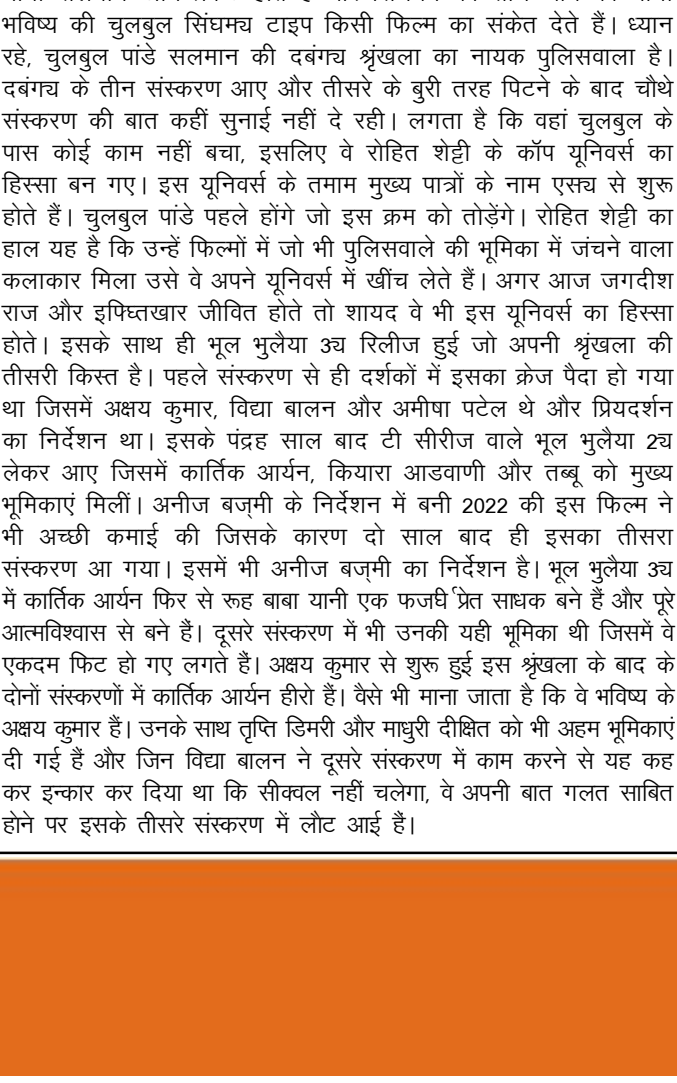 भविष्य की चुलबुल सिंघमय्च टाइप किसी फिल्म का संकेत देते हैं। ध्यान
रहे, चुलबुल पांडे सलमान की दबंगय्च श्रृंखला का नायक पुलिसवाला है।
दबंगय्च के तीन संस्करण आए और तीसरे के बुरी तरह पिटने के बाद चौथे
संस्करण की बात कहीं सुनाई नहीं दे रही। लगता है कि वहां चुलबुल के
पास कोई काम नहीं बचा, इसलिए वे रोहित शेट्टी के कॉप यूनिवर्स का
हिस्सा बन गए। इस यूनिवर्स के तमाम मुख्य पात्रों के नाम एसय्च से शुरू
होते हैं। चुलबुल पांडे पहले होंगे जो इस क्रम को तोड़ेंगे। रोहित शेट्टी का
हाल यह है कि उन्हें फिल्मों में जो भी पुलिसवाले की भूमिका में जंचने वाला
कलाकार मिला उसे वे अपने यूनिवर्स में खींच लेते हैं। अगर आज जगदीश
राज और इफ्तिखार जीवित होते तो शायद वे भी इस यूनिवर्स का हिस्सा
होते। इसके साथ ही भूल भुलैया 3य्च रिलीज हुई जो अपनी श्रृंखला की
तीसरी किस्त है। पहले संस्करण से ही दर्शकों में इसका क्रेज पैदा हो गया
था जिसमें अक्षय कुमार, विद्या बालन और अमीषा पटेल थे और प्रियदर्शन
का निर्देशन था। इसके पंद्रह साल बाद टी सीरीज वाले भूल भुलैया 2य्च
लेकर आए जिसमें कार्तिक आर्यन, कियारा आडवाणी और तब्बू को मुख्य
भूमिकाएं मिलीं। अनीज बज़्मी के निर्देशन में बनी 2022 की इस फिल्म ने
भी अच्छी कमाई की जिसके कारण दो साल बाद ही इसका तीसरा
संस्करण आ गया। इसमें भी अनीज बज़्मी का निर्देशन है। भूल भुलैया 3य्च
में कार्तिक आर्यन फिर से रूह बाबा यानी एक प्रेत साधक बने हैं और पूरे
आत्मविश्वास से बने हैं। दूसरे संस्करण में भी उनकी यही भूमिका थी जिसमें वे
एकदम फिट हो गए लगते हैं। अक्षय कुमार से शुरू हुई इस श्रृंखला के बाद के
दोनों संस्करणों में कार्तिक आर्यन हीरो हैं। वैसे भी माना जाता है कि वे भविष्य के
अक्षय कुमार हैं। उनके साथ तृप्ति डिमरी और माधुरी दीक्षित को भी अहम भूमिकाएं
दी गई हैं और जिन विद्या बालन ने दूसरे संस्करण में काम करने से यह कह
कर इन्कार कर दिया था कि सीक्वल नहीं चलेगा, वे अपनी बात गलत साबित
होने पर इसके तीसरे संस्करण में लौट आई हैं।